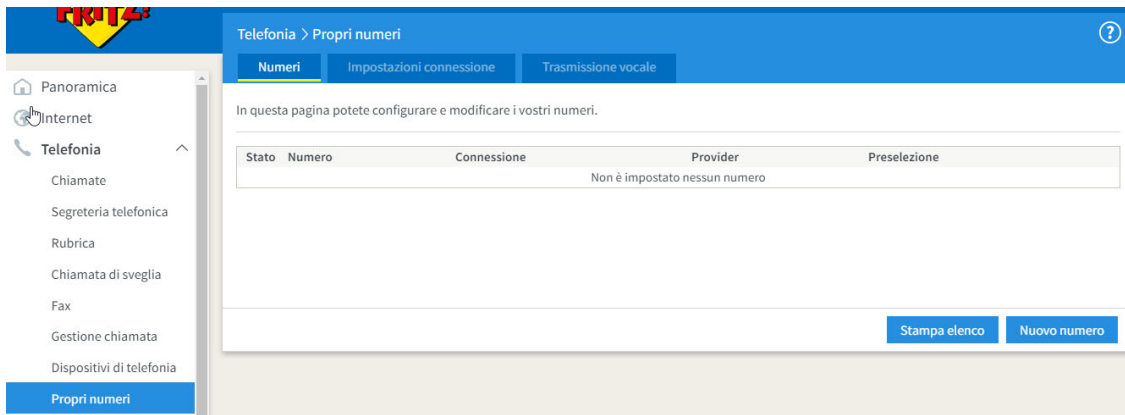 FRITZ!
Telefonia > Propri numeri
?
Numeri
Impostazioni connessione
Trasmissione vocale
Panoramica
Internet
Telefonia
Chiamate
Segreteria telefonica
Rubrica
Chiamata di sveglia
Fax
Gestione chiamata
Dispositivi di telefonia
Propri numeri
In questa pagina potete configurare e modificare i vostri numeri.
Stato Numero Connessione Provider Preselezione
Non è impostato nessun numero
Stampa elenco
Nuovo numero